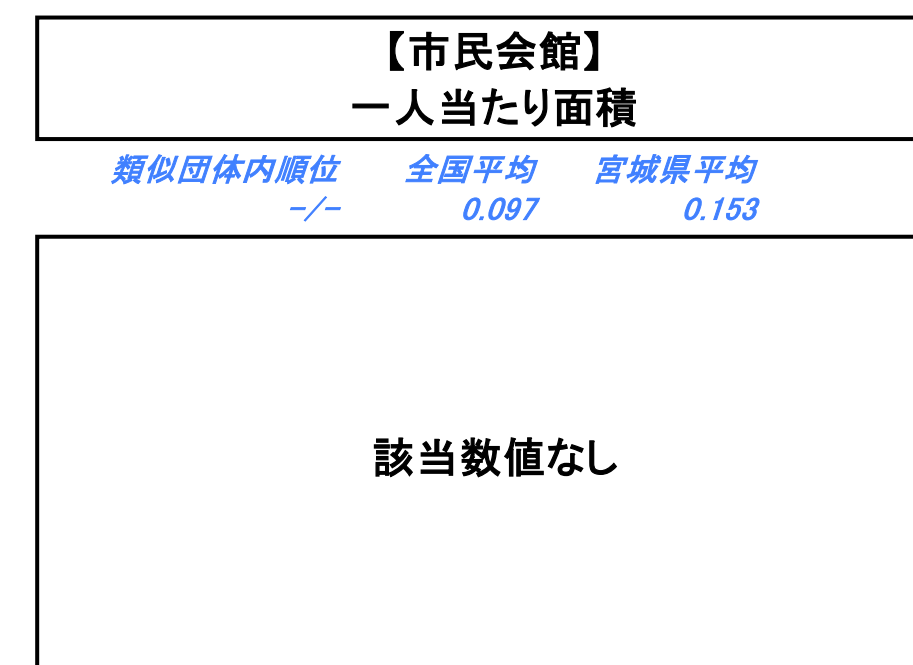 【市民会館】
一人当たり面積
類似団体内順位 全国平均 宮城県平均
-/- 0.097 0.153
該当数値なし